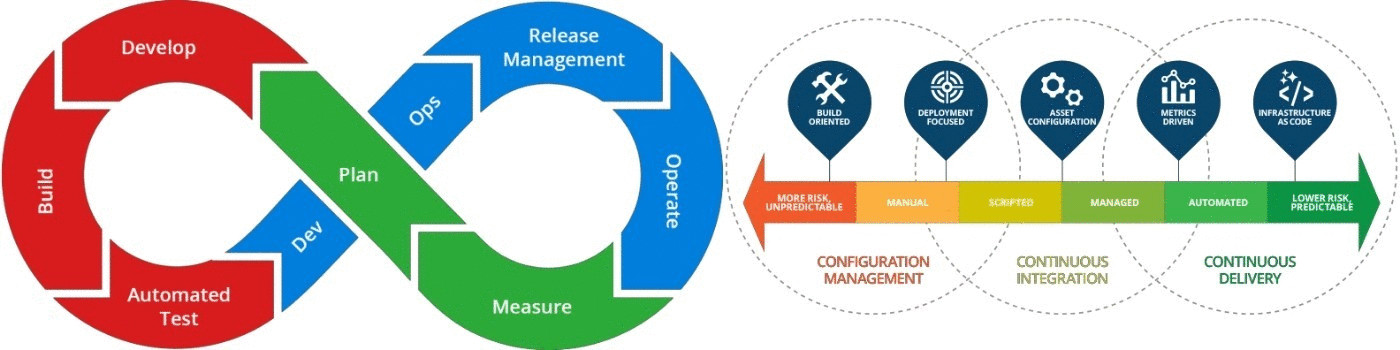 Develop
Build
Automated
Test
Plan
Dev
Ops
Release
Management
Operate
Measure
BUILD
ORIENTED
DEPLOYMENT
FOCUSED
ASSET
CONFIGURATION
METRICS
DRIVEN
</>
INFRASTRUCTURE
AS CODE
MORE RISK,
UNPREDICTABLE
MANUAL
SCRIPTED
MANAGED
AUTOMATED
LOWER RISK,
PREDICTABLE
CONFIGURATION
MANAGEMENT
CONTINUOUS
INTEGRATION
CONTINUOUS
DELIVERY